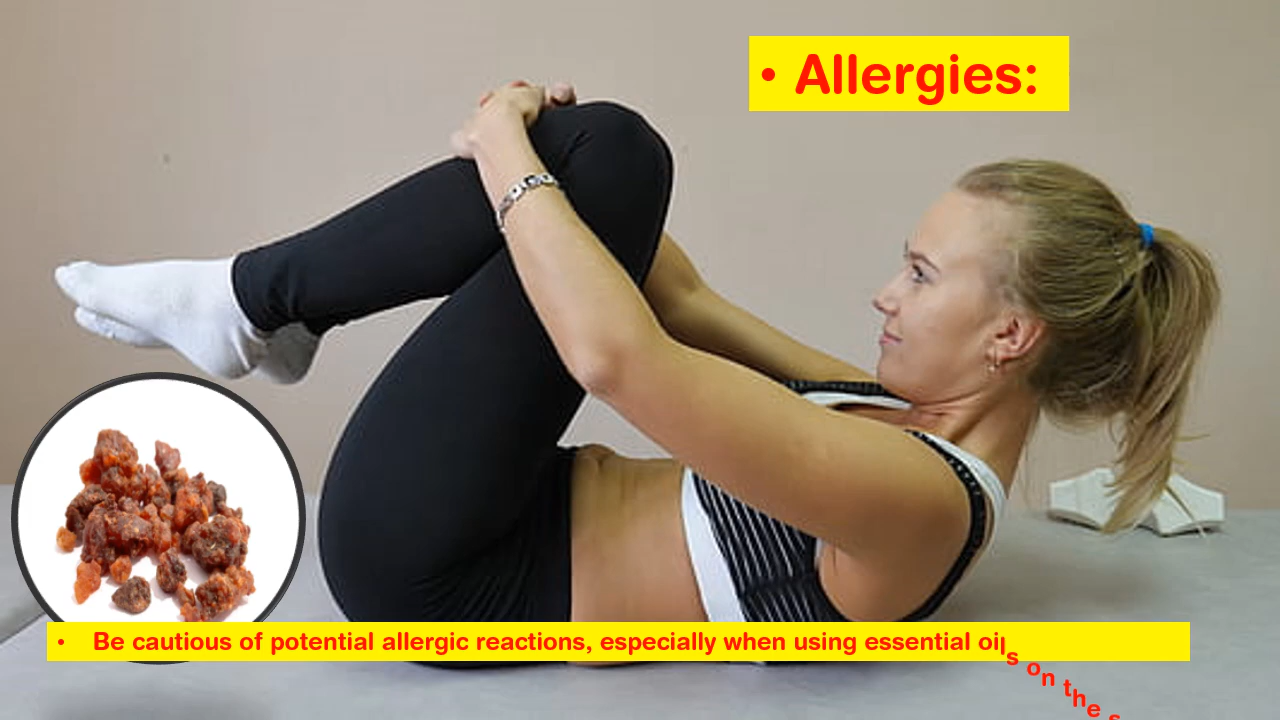 • Allergies:
• Be cautious of potential allergic reactions, especially when using essential oils on the s